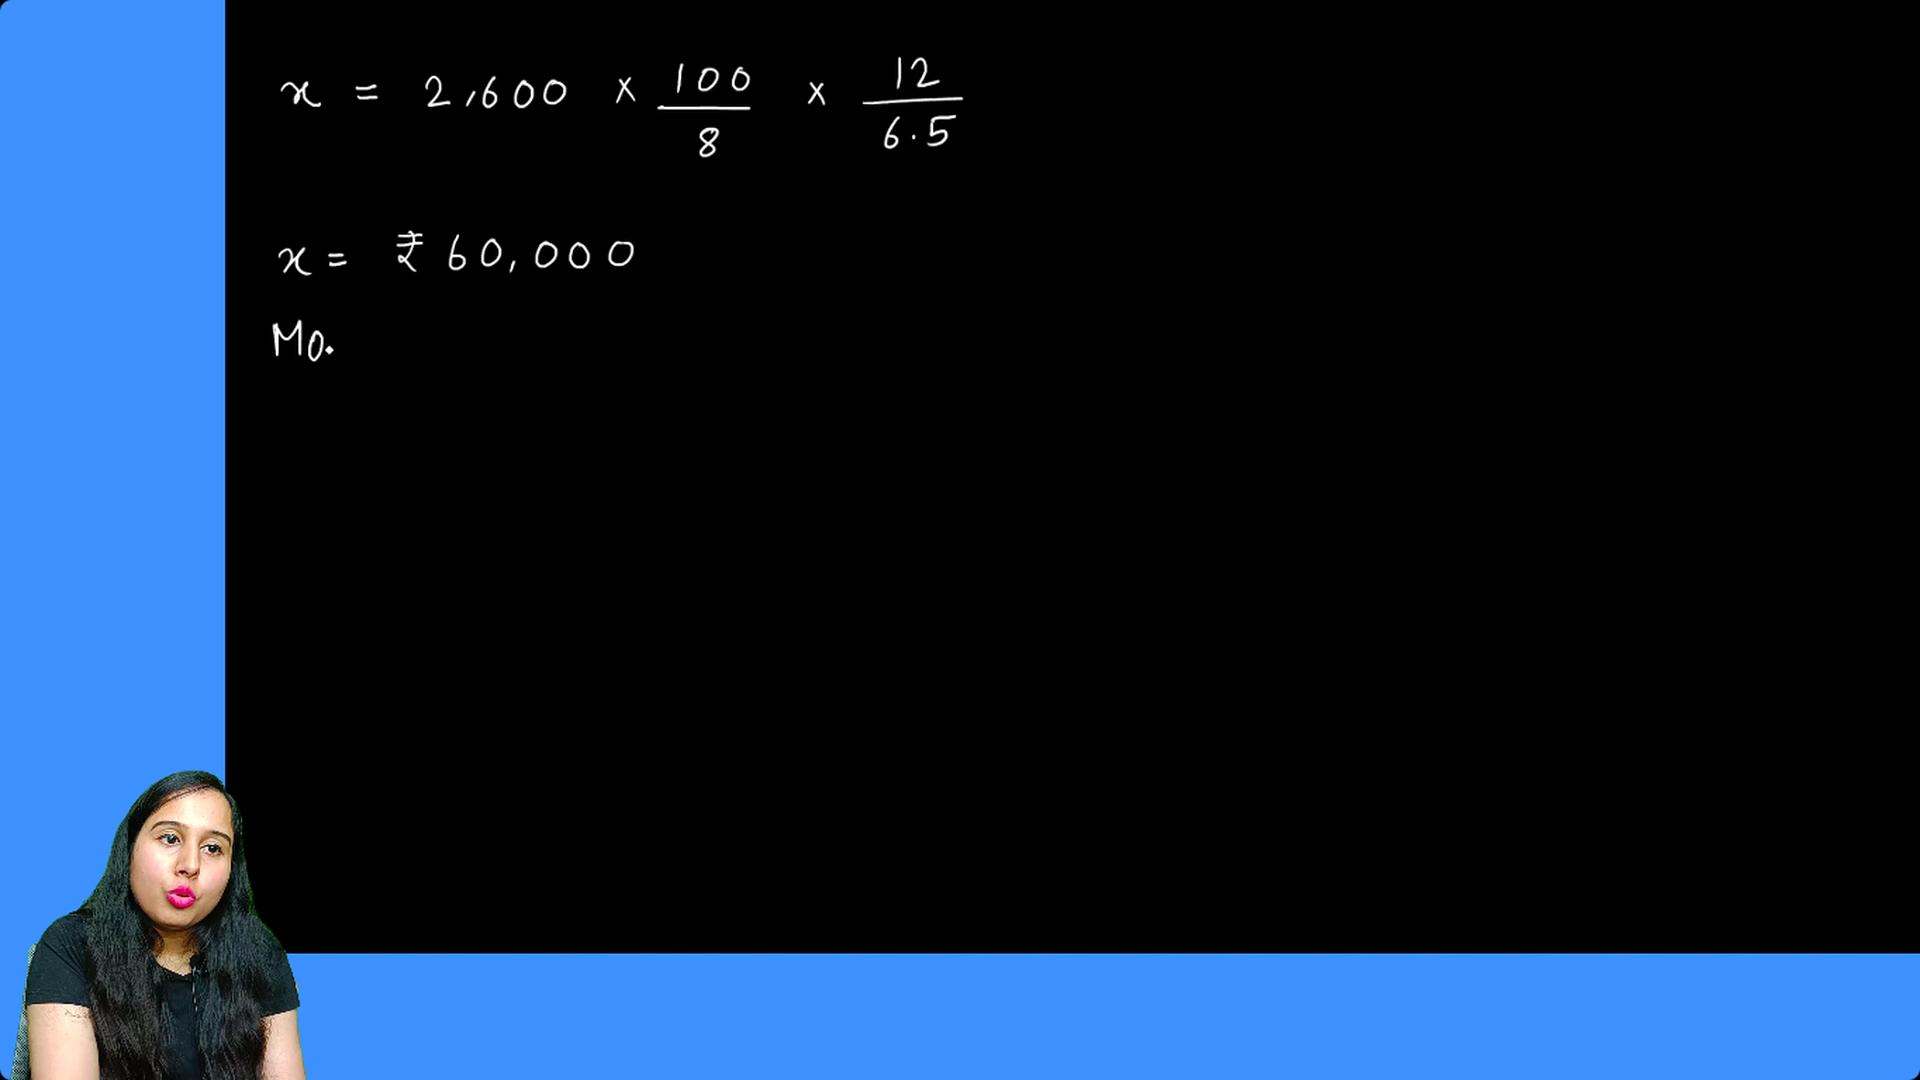 x = 2,600 × 100/8 × 12/6.5
x = ₹ 60,000
Mo.